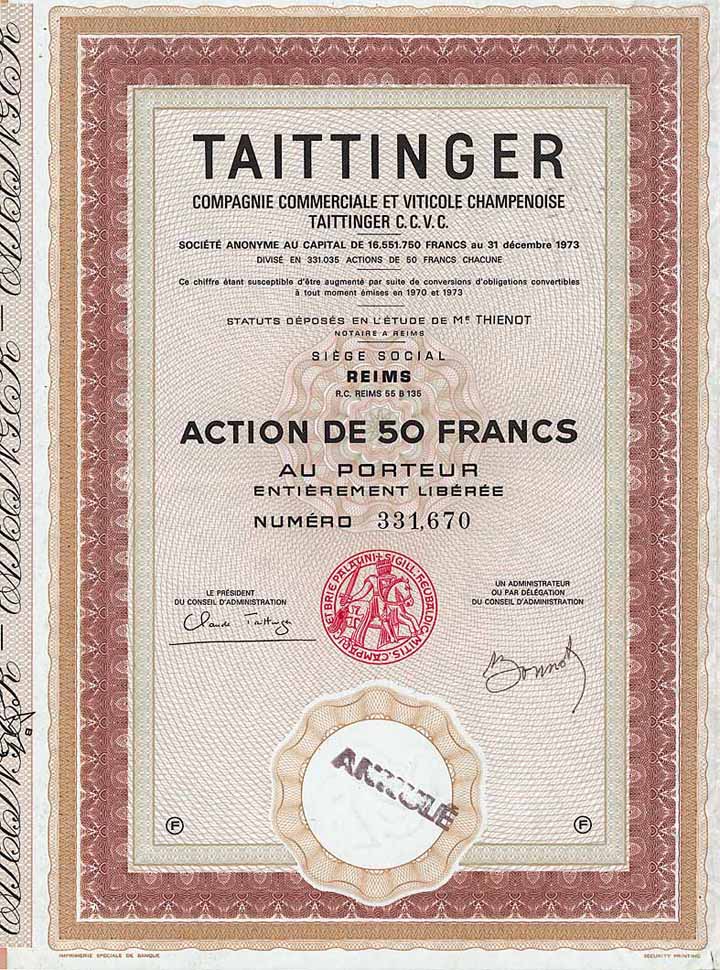 TAITTINGER
COMPAGNIE COMMERCIALE ET VITICOLE CHAMPENOISE
TAITTINGER C.C.V.C.
SOCIÉTÉ ANONYME AU CAPITAL DE 16.551.750 FRANCS au 31 décembre 1973
DIVISÉ EN 331.035 ACTIONS DE 50 FRANCS CHACUNE
Ce chiffre étant susceptible d'être augmenté par suite de conversions d'obligations convertibles
à tout moment émises en 1970 et 1973
STATUTS DÉPOSÉS EN L'ÉTUDE DE Me THIENOT
NOTAIRE A REIMS
SIÈGE SOCIAL
REIMS
R.C. REIMS 55 B 135
ACTION DE 50 FRANCS
AU PORTEUR
ENTIÈREMENT LIBÉRÉE
NUMÉRO 331,670
LE PRÉSIDENT
DU CONSEIL D'ADMINISTRATION
Claude Taittinger
UN ADMINISTRATEUR
OU PAR DÉLÉGATION
DU CONSEIL D'ADMINISTRATION
ANNULÉ
F
F
IMPRIMERIE SPÉCIALE DE BANQUE
SECURITY PRINTING